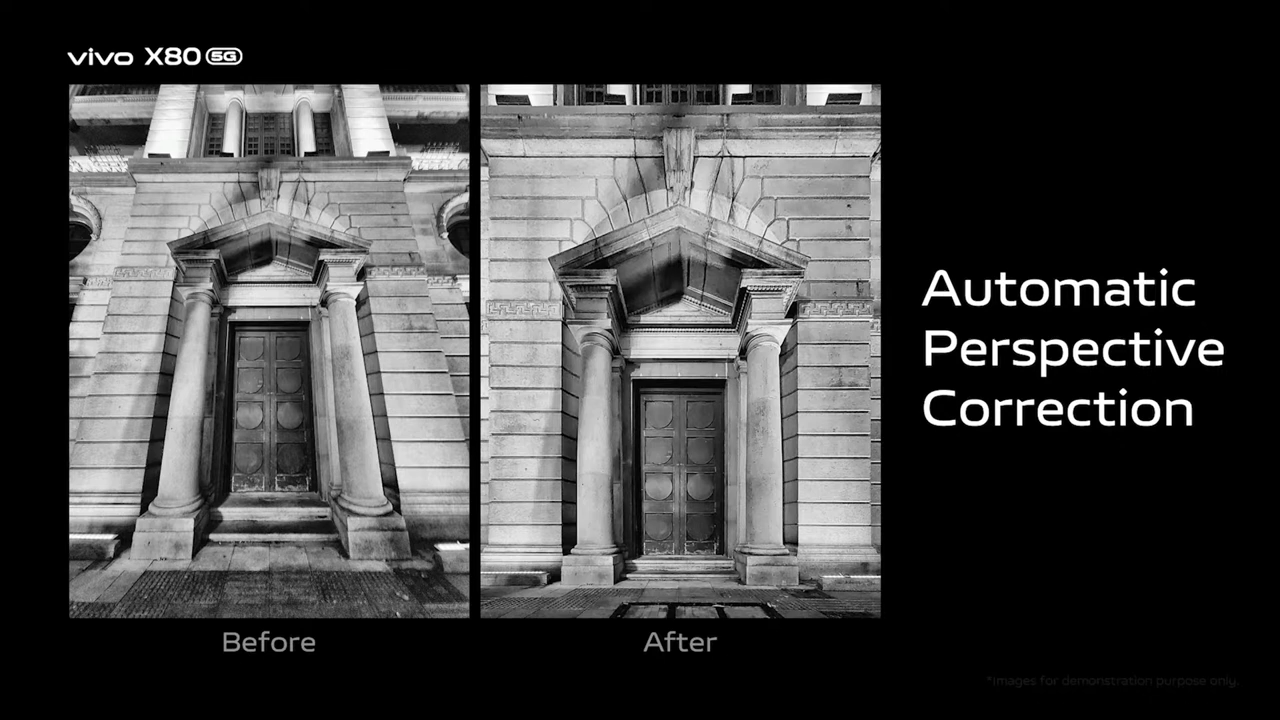 vivo X80 5G
Before
After
Automatic
Perspective
Correction
*Images for demonstration purpose only.